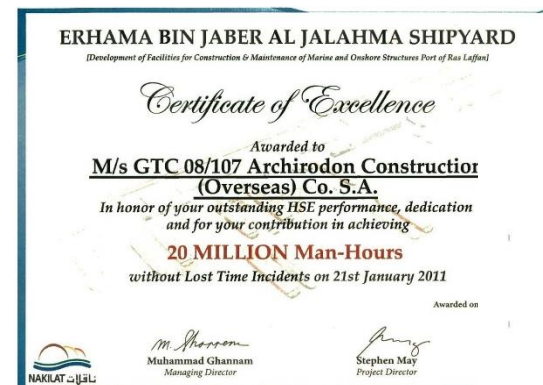 ERHAMA BIN JABER AL JALAHMA SHIPYARD
[Development of Facilities for Construction & Maintenance of Marine and Onshore Structures Port of Ras Laffan]
Certificate of Excellence
Awarded to
M/s GTC 08/107 Archirodon Construction
(Overseas) Co. S.A.
In honor of your outstanding HSE performance, dedication
and for your contribution in achieving
20 MILLION Man-Hours
without Lost Time Incidents on 21st January 2011
Awarded on
Muhammad Ghannam
Managing Director
Stephen May
Project Director
NAKILAT ناقلات